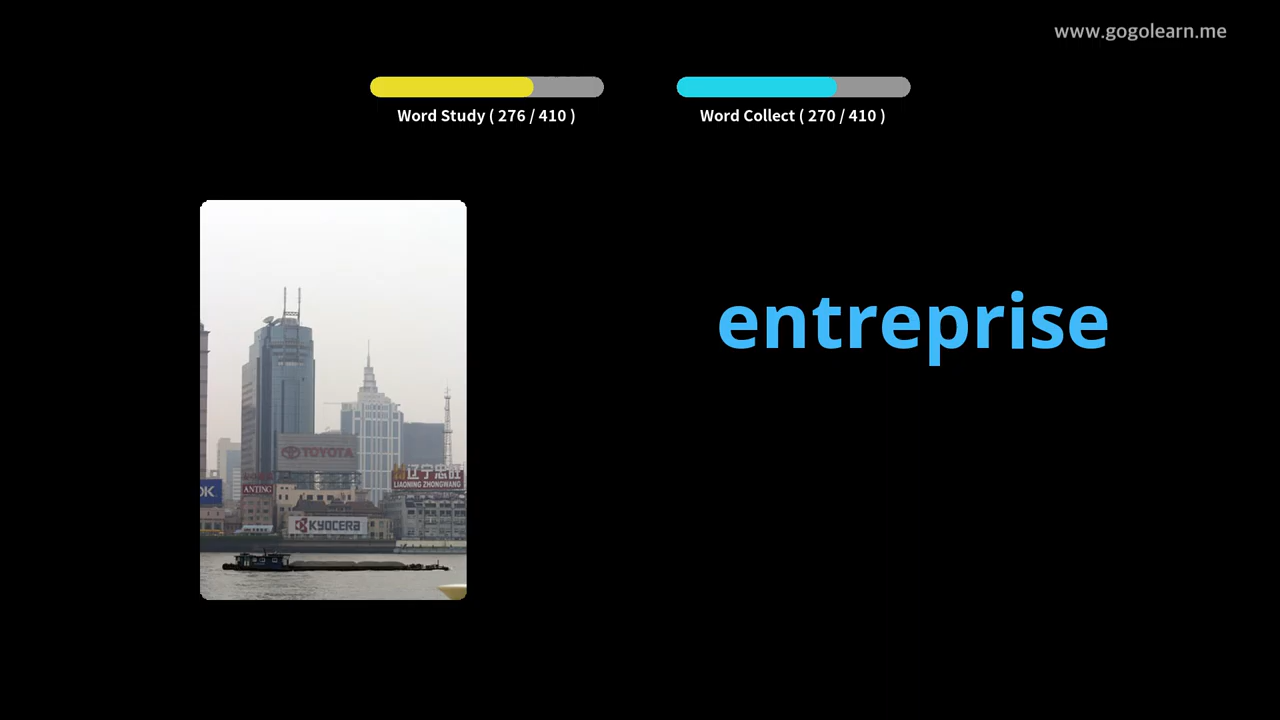 www.gogolearn.me
Word Study ( 276 / 410 )
Word Collect ( 270 / 410 )
entreprise
TOYOTA
辽宁忠旺
LIAONING ZHONGWANG
OK
ANTING
KYOCERA